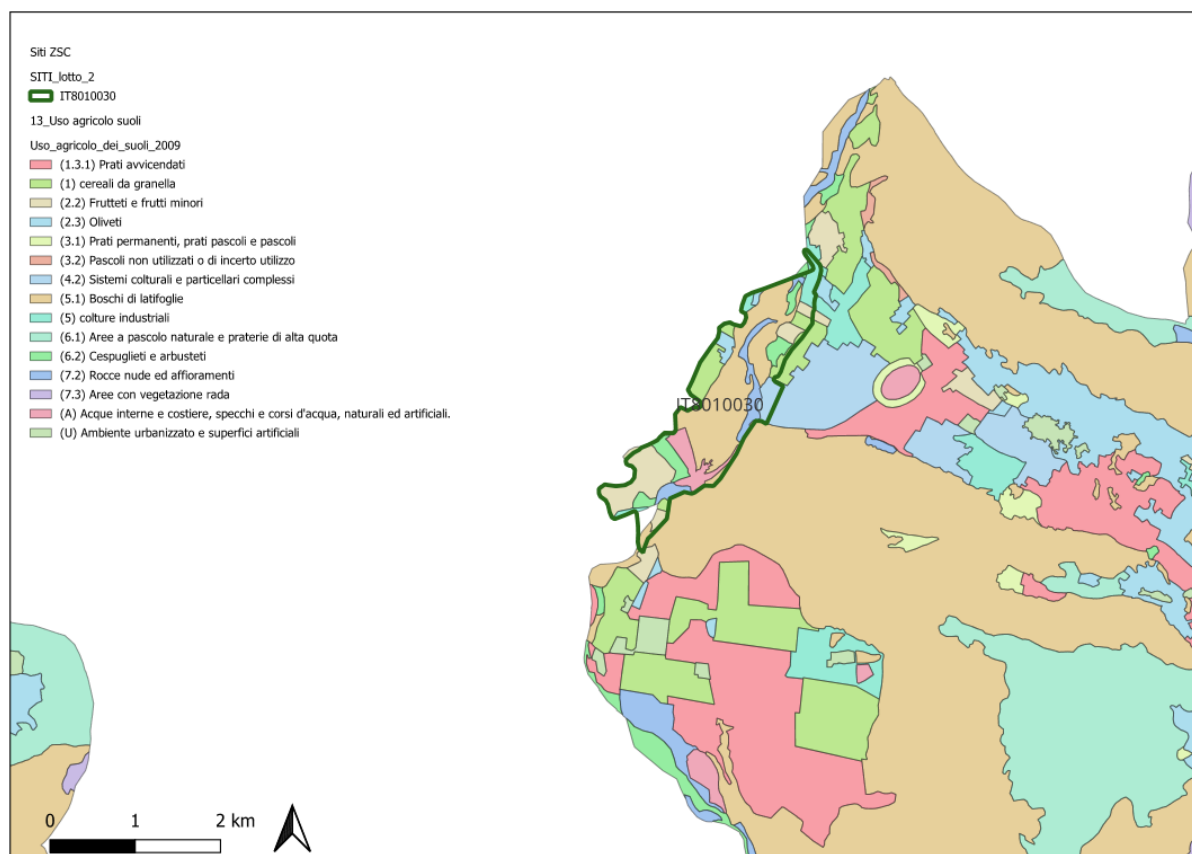 Siti ZSC
SITI_lotto_2
IT8010030
13_Uso agricolo suoli
Uso_agricolo_dei_suoli_2009
(1.3.1) Prati avvicendati
(1) cereali da granella
(2.2) Frutteti e frutti minori
(2.3) Oliveti
(3.1) Prati permanenti, prati pascoli e pascoli
(3.2) Pascoli non utilizzati o di incerto utilizzo
(4.2) Sistemi colturali e particellari complessi
(5.1) Boschi di latifoglie
(5) colture industriali
(6.1) Aree a pascolo naturale e praterie di alta quota
(6.2) Cespuglieti e arbusteti
(7.2) Rocce nude ed affioramenti
(7.3) Aree con vegetazione rada
(A) Acque interne e costiere, specchi e corsi d'acqua, naturali ed artificiali.
(U) Ambiente urbanizzato e superfici artificiali
IT8010030
0 1 2 km